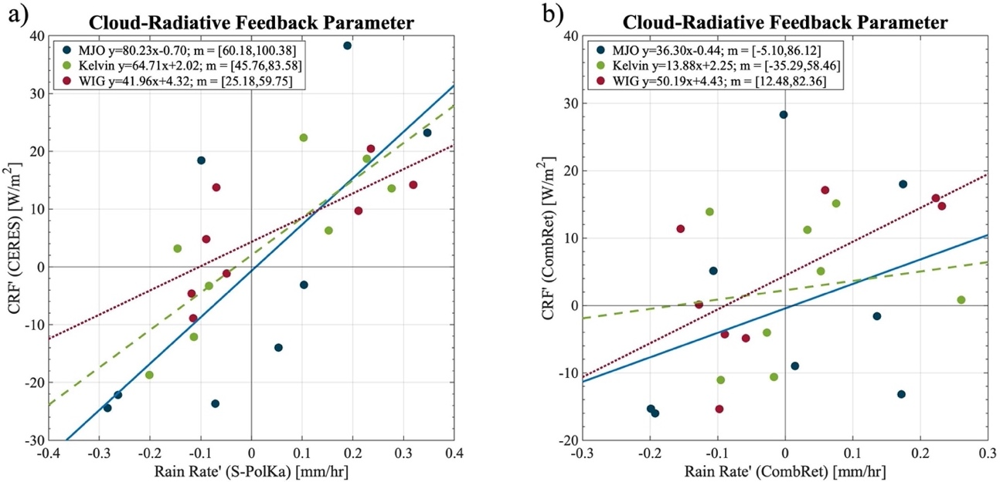 a)
Cloud-Radiative Feedback Parameter
MJO y=80.23x-0.70; m = [60.18,100.38]
Kelvin y=64.71x+2.02; m = [45.76,83.58]
WIG y=41.96x+4.32; m = [25.18,59.75]
40
30
20
10
0
-10
-20
-30
CRF' (CERES) [W/m2]
-0.4
-0.3
-0.2
-0.1
0
0.1
0.2
0.3
0.4
Rain Rate' (S-PolKa) [mm/hr]
b)
Cloud-Radiative Feedback Parameter
MJO y=36.30x-0.44; m = [-5.10,86.12]
Kelvin y=13.88x+2.25; m = [-35.29,58.46]
WIG y=50.19x+4.43; m = [12.48,82.36]
40
30
20
10
0
-10
-20
CRF' (CombRet) [W/m2]
-0.3
-0.2
-0.1
0
0.1
0.2
0.3
Rain Rate' (CombRet) [mm/hr]